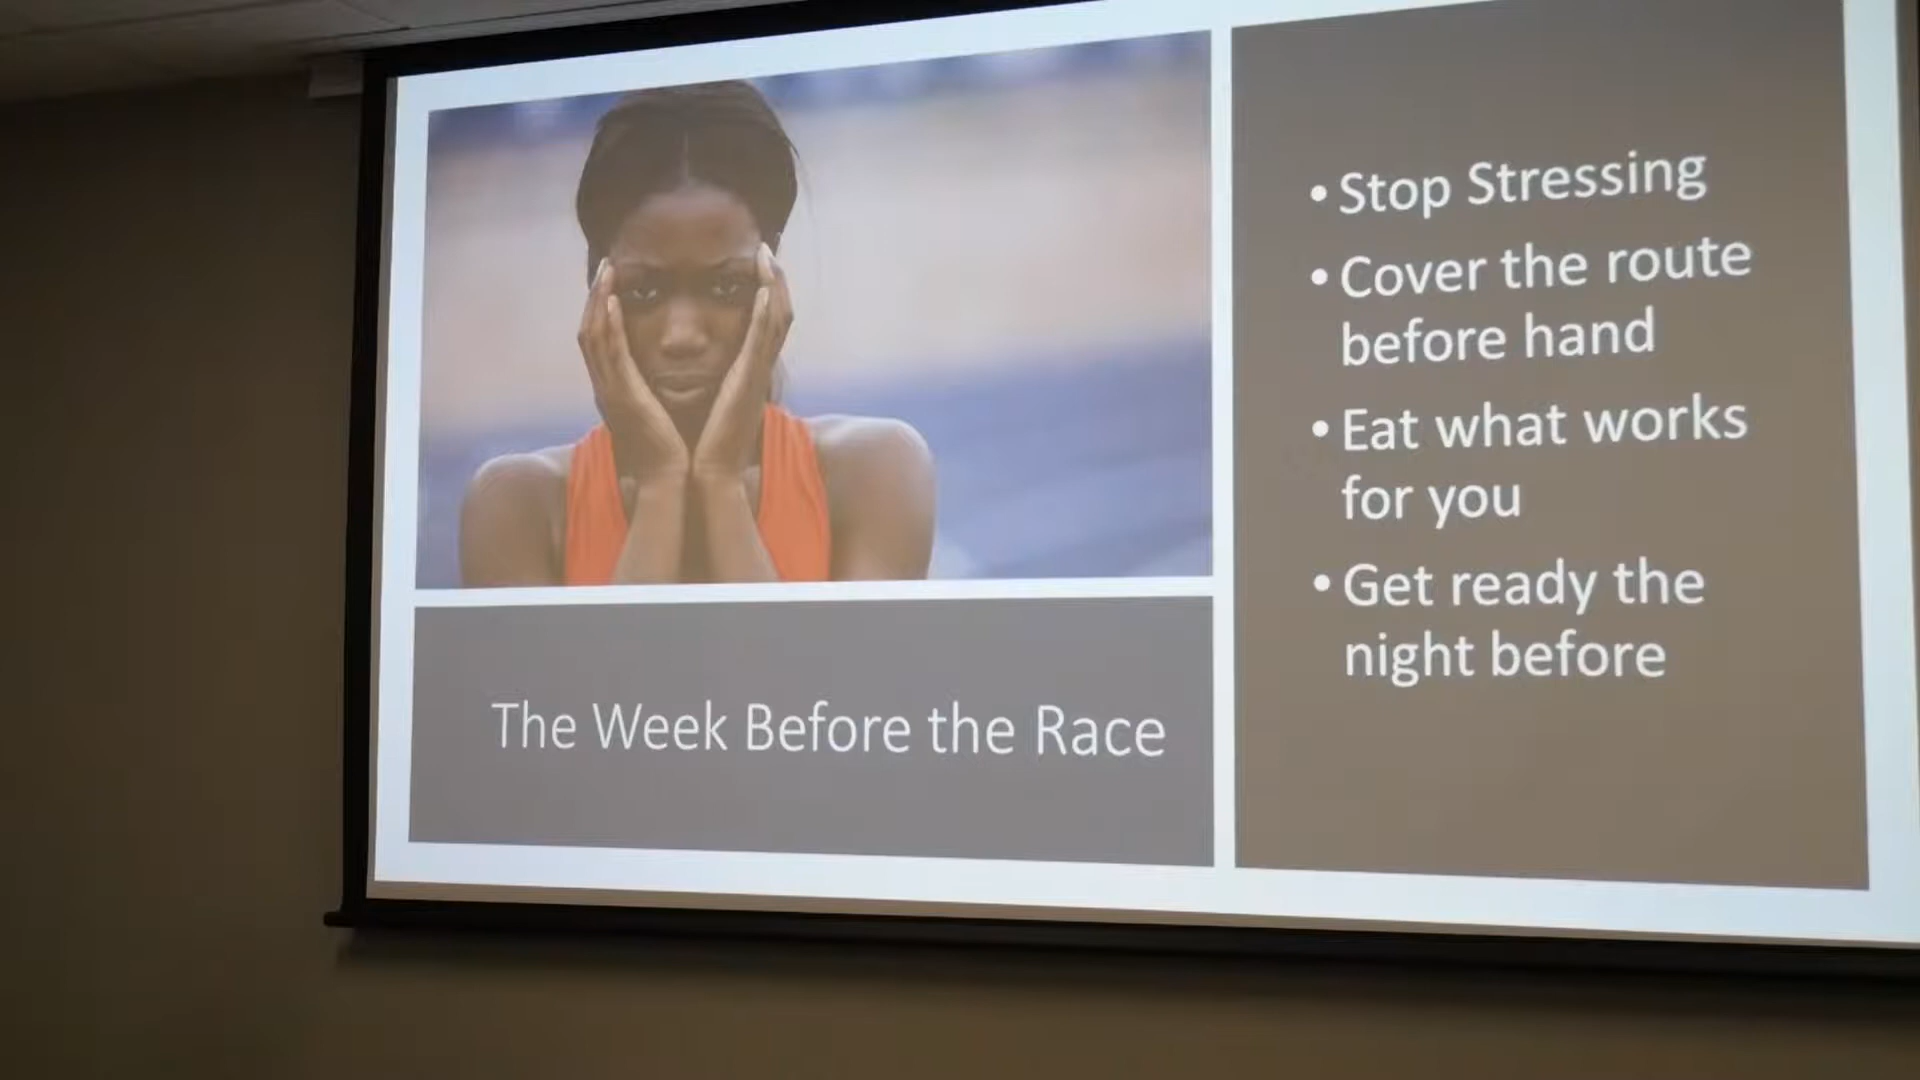 • Stop Stressing
• Cover the route
before hand
• Eat what works
for you
• Get ready the
night before
The Week Before the Race